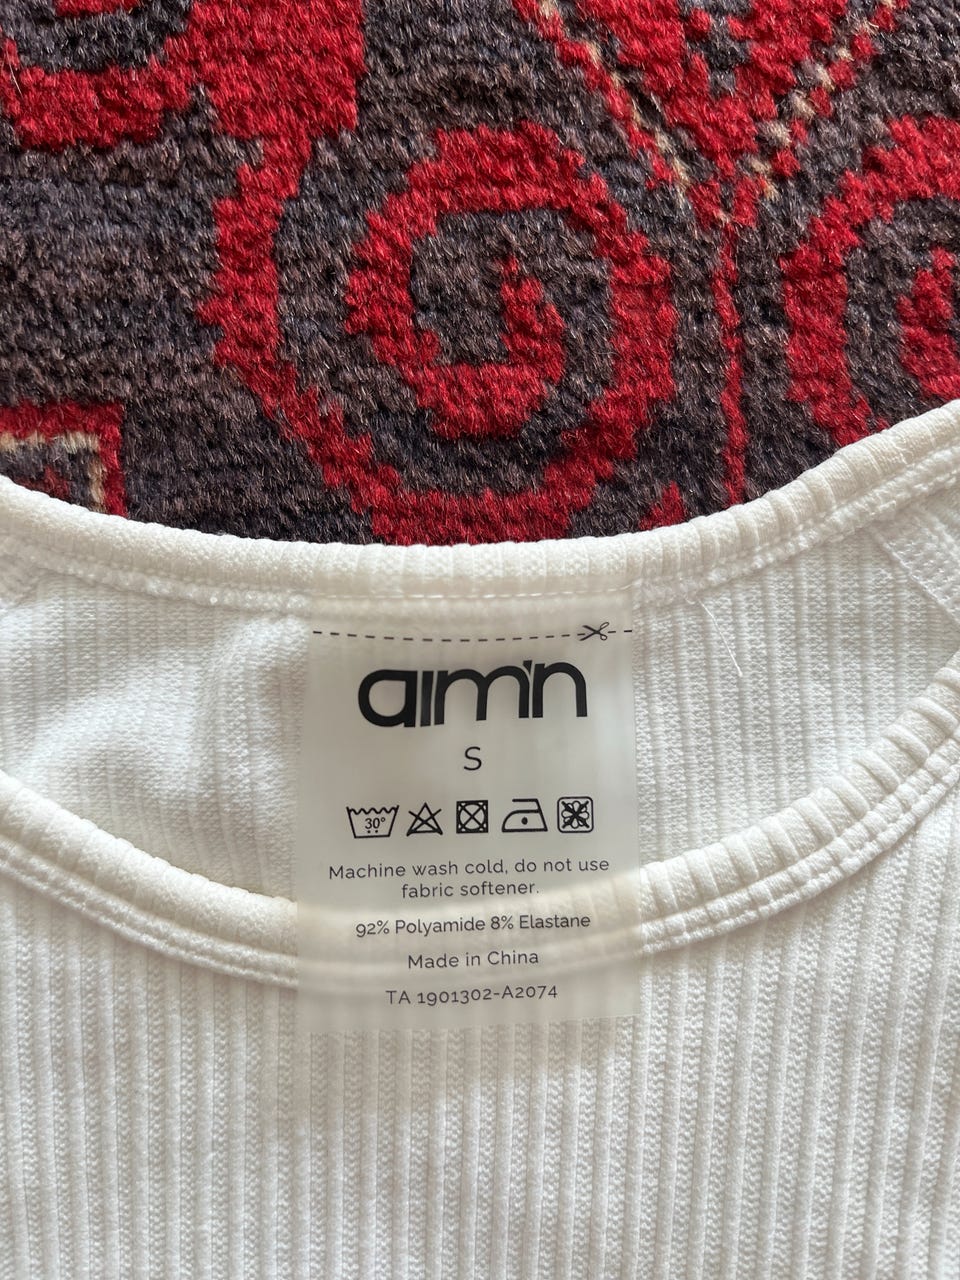 aim'n
S
30°
Machine wash cold, do not use
fabric softener.
92% Polyamide 8% Elastane
Made in China
TA 1901302-A2074